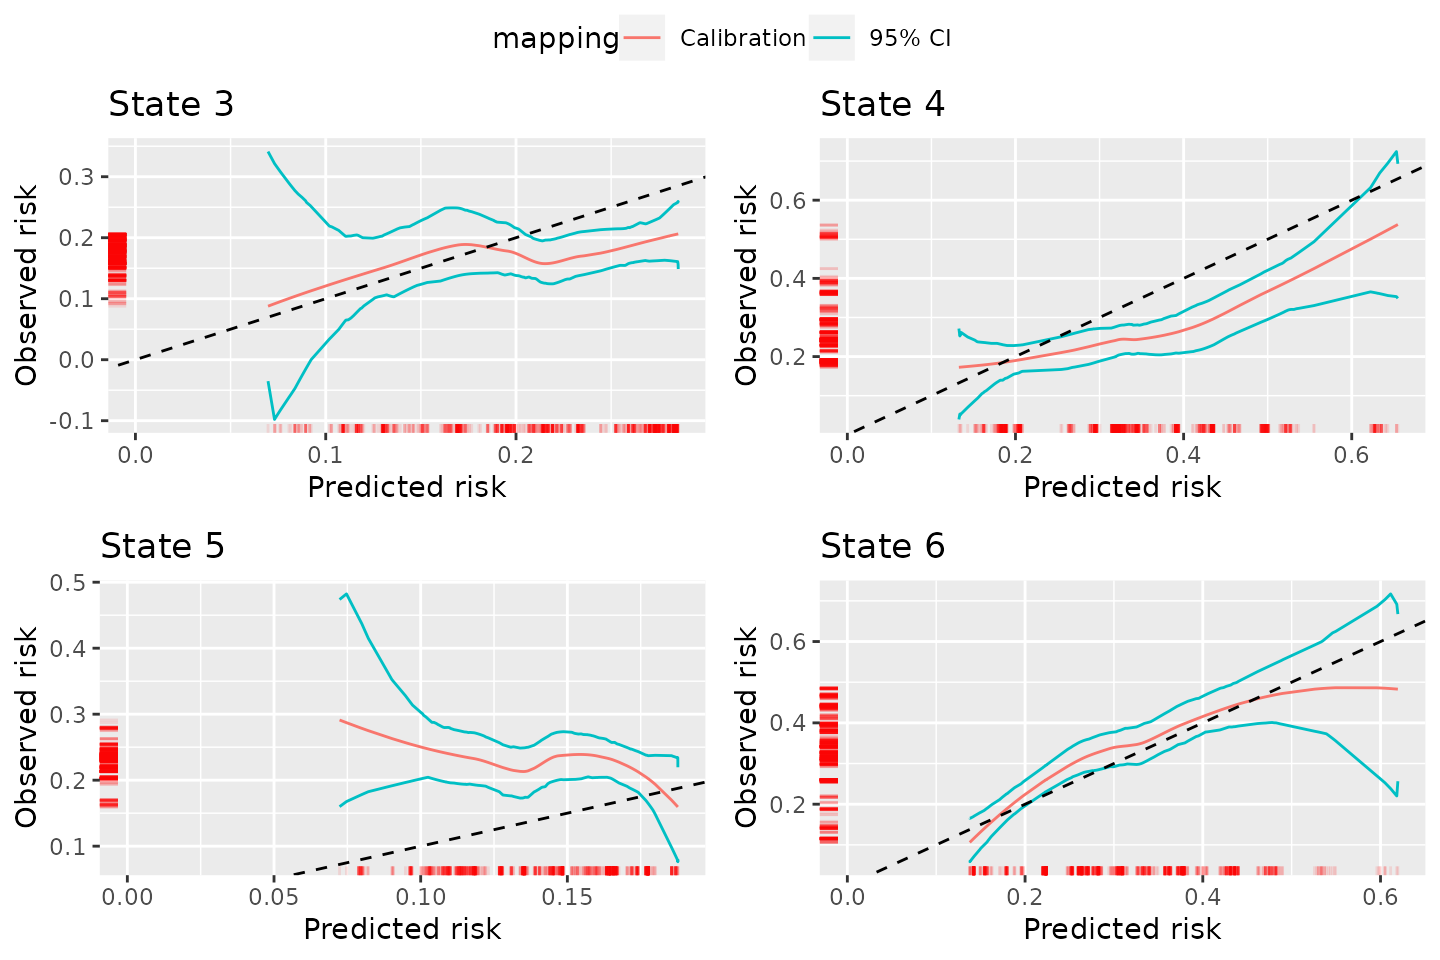 mapping Calibration 95% CI
State 3
State 4
Observed risk
0.3
0.2
0.1
0.0
-0.1
0.0 0.1 0.2
Predicted risk
Observed risk
0.6
0.4
0.2
0.0 0.2 0.4 0.6
Predicted risk
State 5
State 6
Observed risk
0.5
0.4
0.3
0.2
0.1
0.00 0.05 0.10 0.15
Predicted risk
Observed risk
0.6
0.4
0.2
0.0 0.2 0.4 0.6
Predicted risk